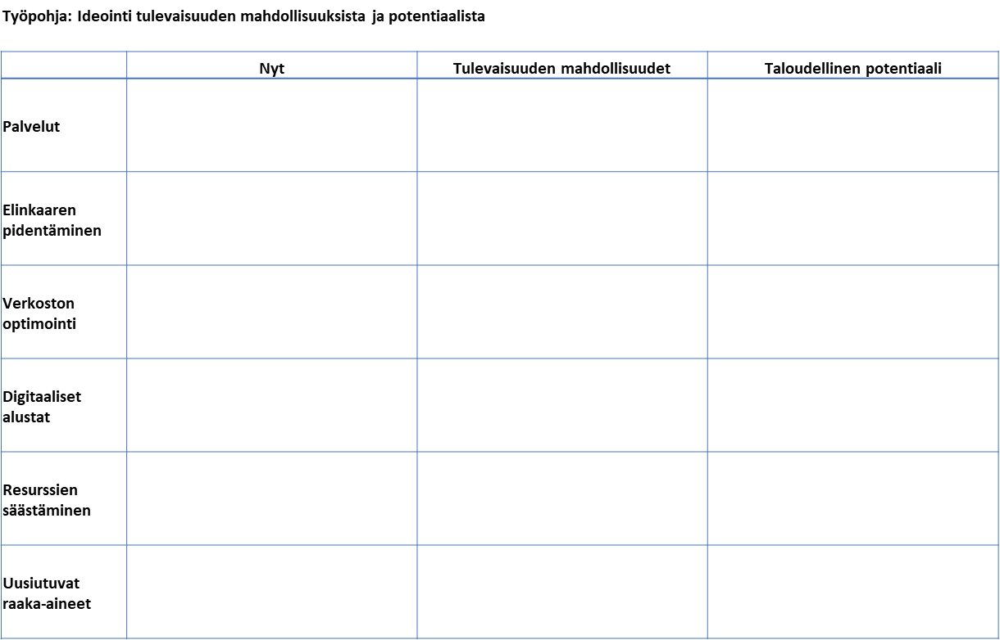 Työpohja: Ideointi tulevaisuuden mahdollisuuksista ja potentiaalista
Nyt
Tulevaisuuden mahdollisuudet
Taloudellinen potentiaali
Palvelut
Elinkaaren
pidentäminen
Verkoston
optimointi
Digitaaliset
alustat
Resurssien
säästäminen
Uusiutuvat
raaka-aineet